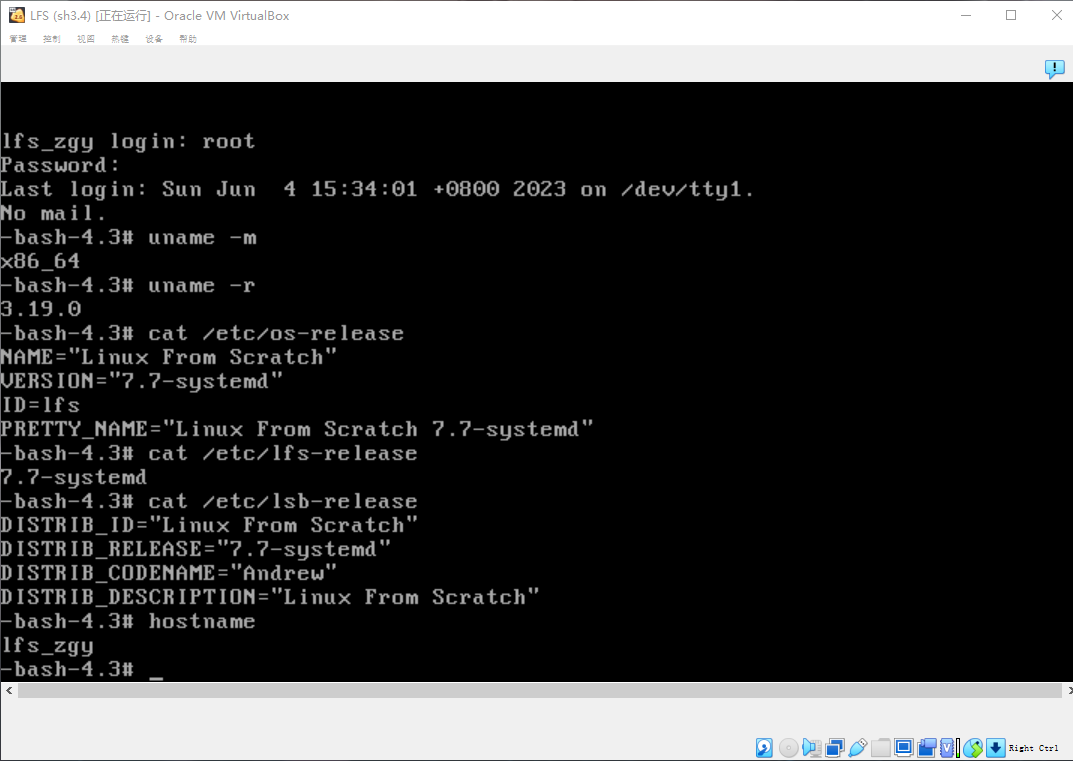 LFS (sh3.4) [正在运行] - Oracle VM VirtualBox
管理 控制 视图 热键 设备 帮助
lfs_zgy login: root
Password:
Last login: Sun Jun  4 15:34:01 +0800 2023 on /dev/tty1.
No mail.
-bash-4.3# uname -m
x86_64
-bash-4.3# uname -r
3.19.0
-bash-4.3# cat /etc/os-release
NAME="Linux From Scratch"
VERSION="7.7-systemd"
ID=lfs
PRETTY_NAME="Linux From Scratch 7.7-systemd"
-bash-4.3# cat /etc/lfs-release
7.7-systemd
-bash-4.3# cat /etc/lsb-release
DISTRIB_ID="Linux From Scratch"
DISTRIB_RELEASE="7.7-systemd"
DISTRIB_CODENAME="Andrew"
DISTRIB_DESCRIPTION="Linux From Scratch"
-bash-4.3# hostname
lfs_zgy
-bash-4.3# _
Right Ctrl